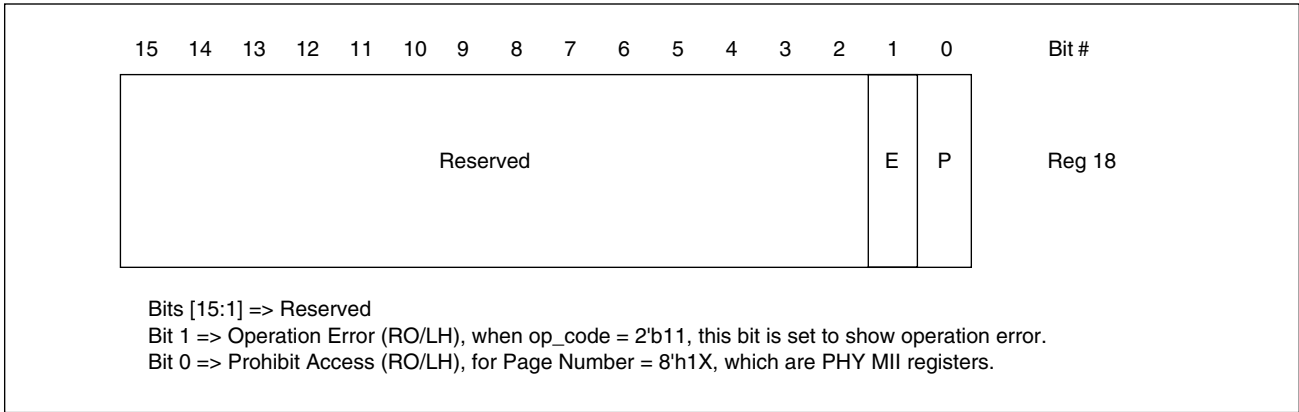 15 14 13 12 11 10 9 8 7 6 5 4 3 2 1 0 Bit #
Reserved E P Reg 18
Bits [15:1] => Reserved
Bit 1 => Operation Error (RO/LH), when op_code = 2'b11, this bit is set to show operation error.
Bit 0 => Prohibit Access (RO/LH), for Page Number = 8'h1X, which are PHY MII registers.